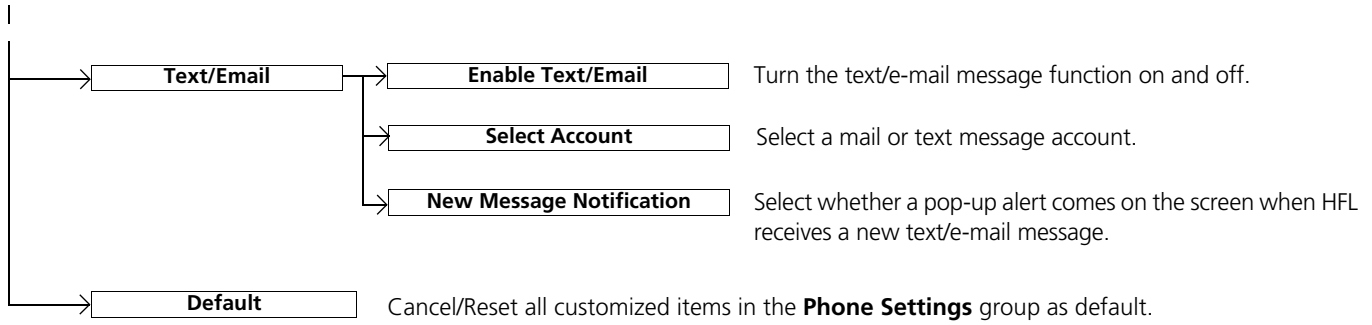 Text/Email
Enable Text/Email
Turn the text/e-mail message function on and off.
Select Account
Select a mail or text message account.
New Message Notification
Select whether a pop-up alert comes on the screen when HFL
receives a new text/e-mail message.
Default
Cancel/Reset all customized items in the Phone Settings group as default.